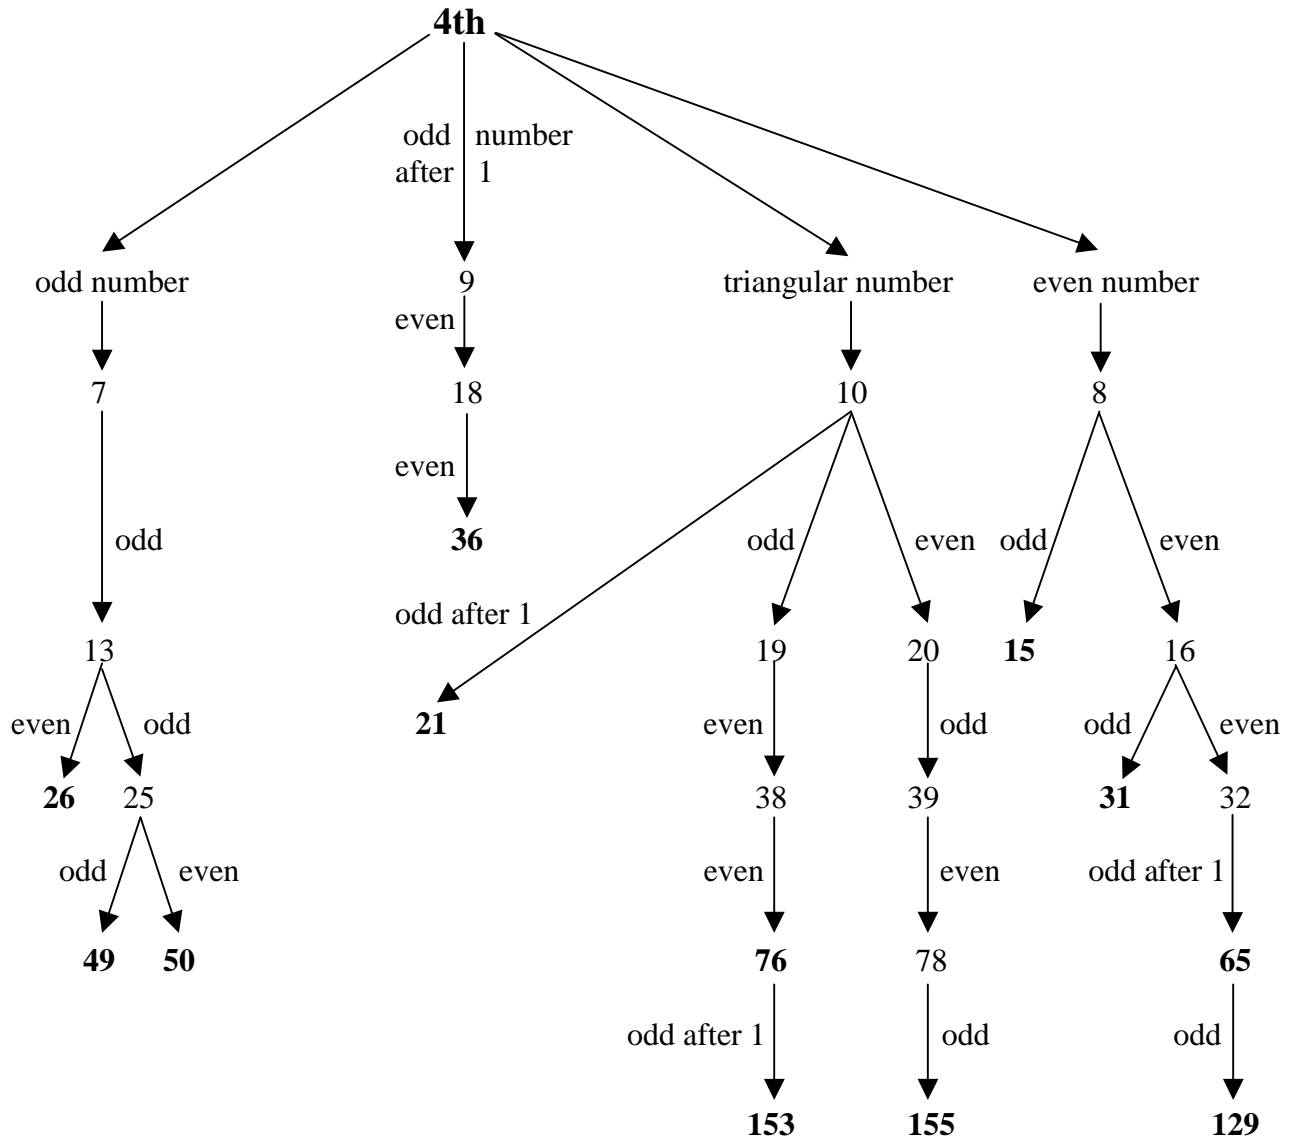 4th
odd number
after 1
odd number 9 triangular number even number
even
7 18 10 8
even
odd 36 odd even odd even
odd after 1
13 19 20 15 16
even odd 21 even odd odd even
26 25 38 39 31 32
odd even even even odd after 1
49 50 76 78 65
odd after 1 odd odd
153 155 129